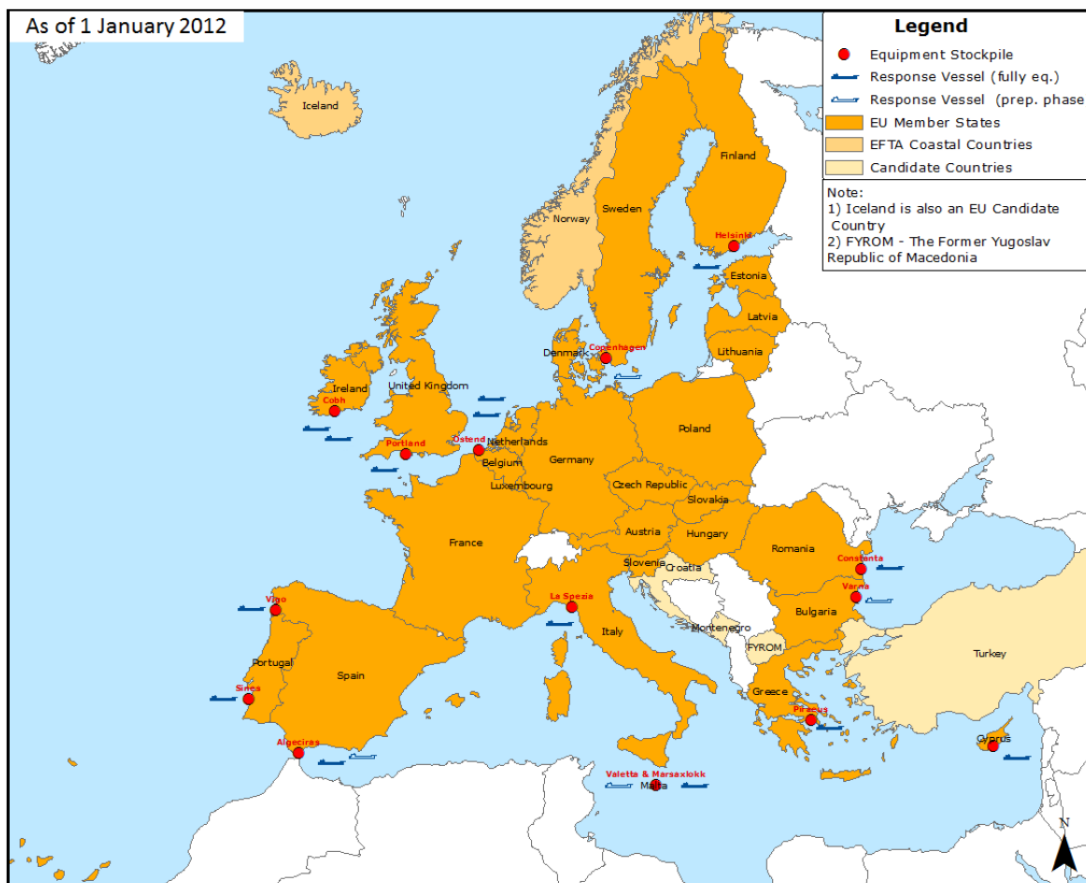 As of 1 January 2012
Legend
Equipment Stockpile
Response Vessel (fully eq.)
Response Vessel (prep. phase
EU Member States
EFTA Coastal Countries
Candidate Countries
Note:
1) Iceland is also an EU Candidate
Country
2) FYROM - The Former Yugoslav
Republic of Macedonia
Iceland
Finland
Norway
Sweden
Helsinki
Estonia
Latvia
Lithuania
Copenhagen
Denmark
Ireland
United Kingdom
Cobh
Portland
Ostend
Netherlands
Belgium
Luxembourg
Germany
Poland
Czech Republic
Slovakia
Austria
Hungary
France
Slovenia
Croatia
Romania
Constanta
Varna
Bulgaria
La Spezia
Italy
Montenegro
FYROM
Turkey
Vigo
Portugal
Spain
Sines
Algeciras
Greece
Piraeus
Cyprus
Valetta & Marsaxlokk
Malta
N